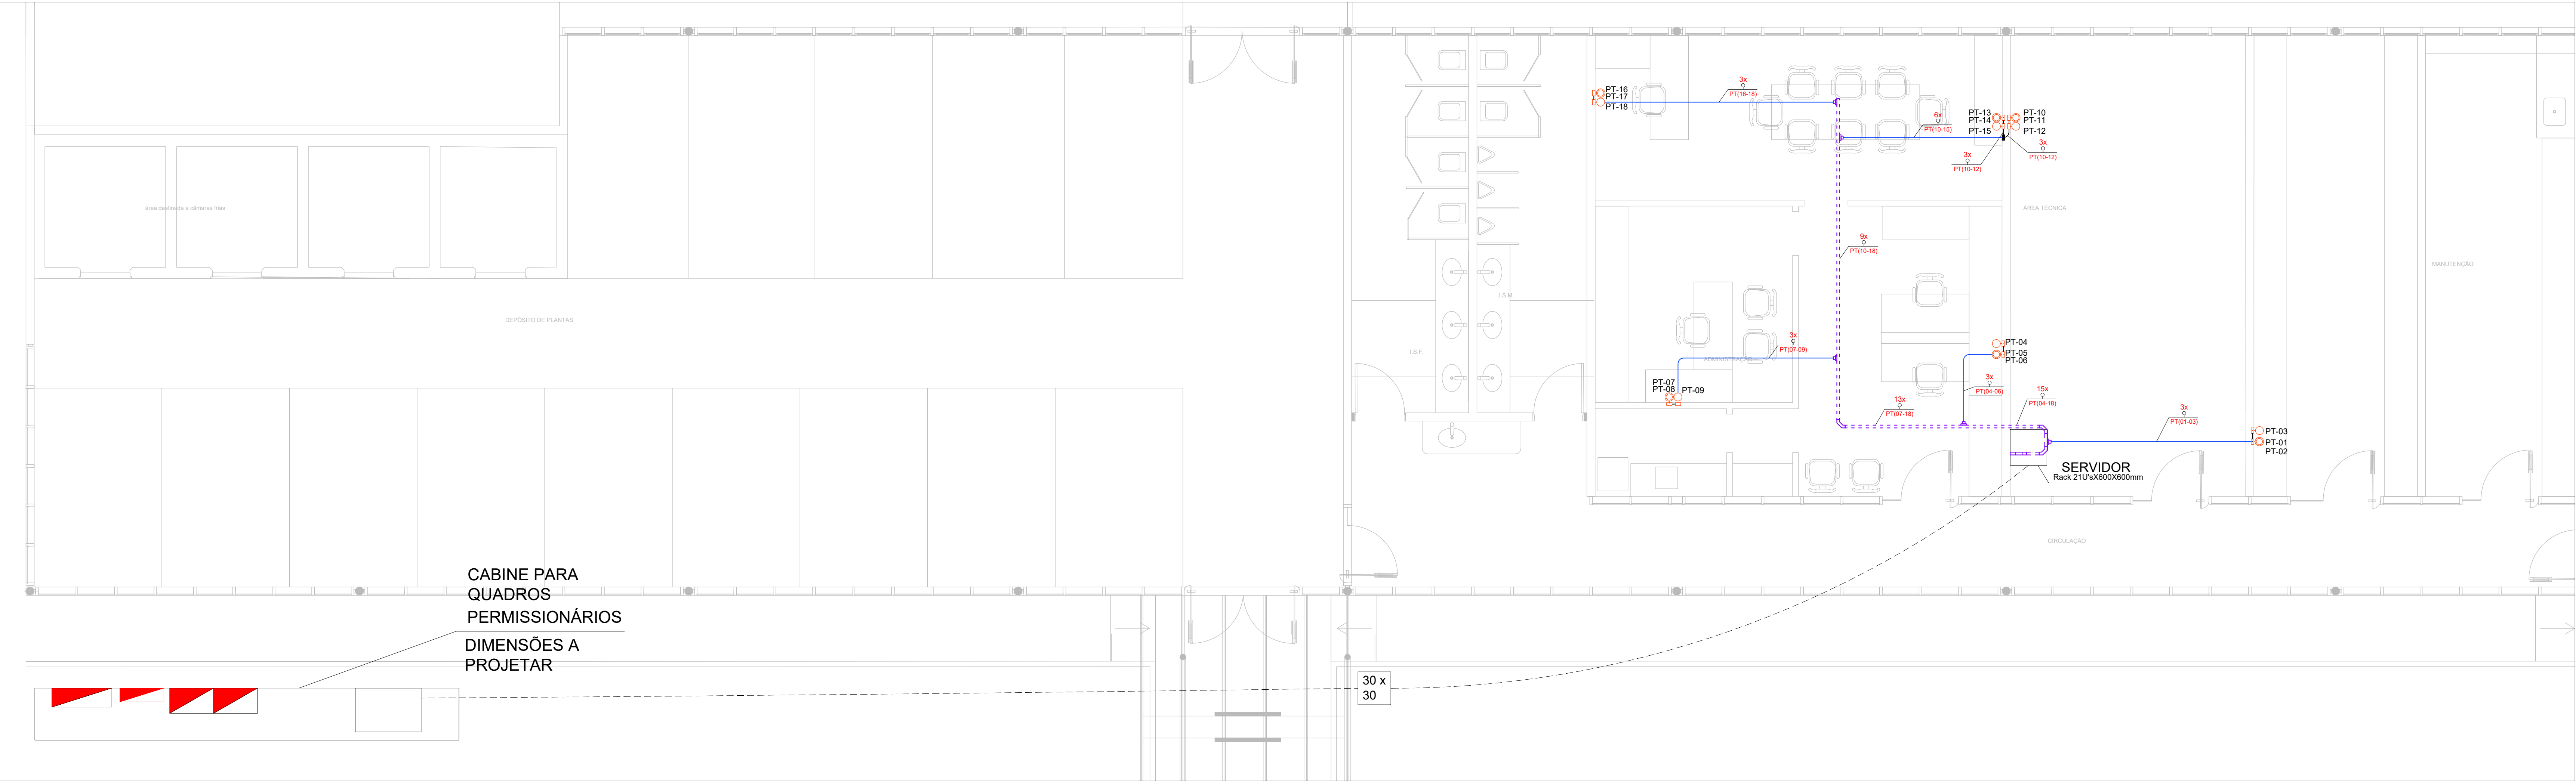 PT-16
PT-17
PT-18
3x
PT(16-18)
6x
PT(10-15)
PT-13
PT-14
PT-15
PT-10
PT-11
PT-12
3x
PT(10-12)
3x
PT(10-12)
área destinada a câmaras frias
ÁREA TÉCNICA
9x
PT(10-18)
MANUTENÇÃO
I.S.M.
DEPÓSITO DE PLANTAS
I.S.F.
3x
PT(07-09)
ADMINISTRAÇÃO
PT-04
PT-05
PT-06
PT-07
PT-08
PT-09
3x
PT(04-06)
15x
PT(04-18)
13x
PT(07-18)
3x
PT(01-03)
PT-03
PT-01
PT-02
SERVIDOR
Rack 21U'sX600X600mm
CIRCULAÇÃO
CABINE PARA
QUADROS
PERMISSIONÁRIOS
DIMENSÕES A
PROJETAR
30 x
30